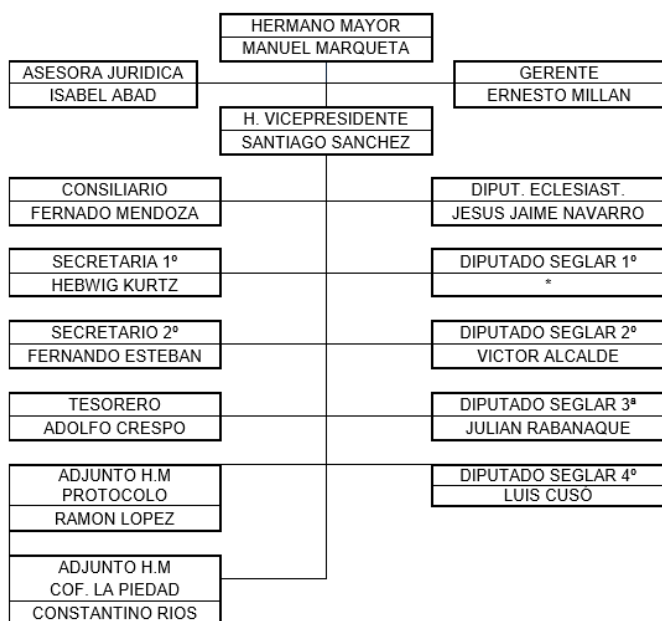 HERMANO MAYOR
MANUEL MARQUETA
ASESORA JURIDICA
ISABEL ABAD
GERENTE
ERNESTO MILLAN
H. VICEPRESIDENTE
SANTIAGO SANCHEZ
CONSILIARIO
FERNADO MENDOZA
DIPUT. ECLESIAST.
JESUS JAIME NAVARRO
SECRETARIA 1º
HEBWIG KURTZ
DIPUTADO SEGLAR 1º
*
SECRETARIO 2º
FERNANDO ESTEBAN
DIPUTADO SEGLAR 2º
VICTOR ALCALDE
TESORERO
ADOLFO CRESPO
DIPUTADO SEGLAR 3ª
JULIAN RABANAQUE
ADJUNTO H.M
PROTOCOLO
RAMON LOPEZ
DIPUTADO SEGLAR 4º
LUIS CUSÓ
ADJUNTO H.M
COF. LA PIEDAD
CONSTANTINO RIOS